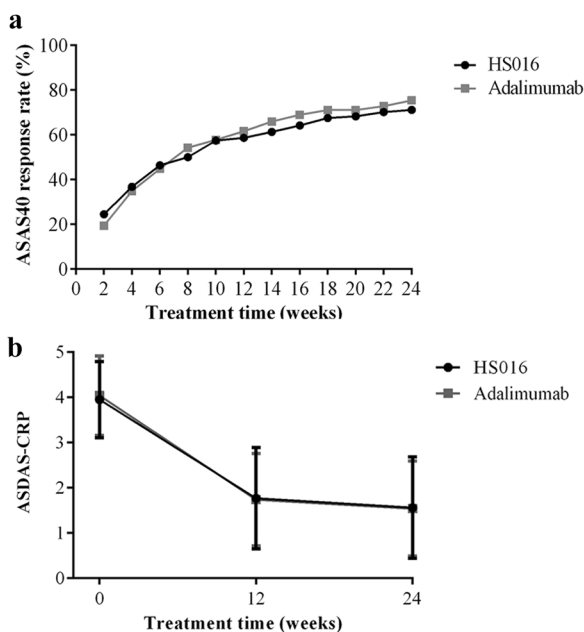 a
100
80
60
40
20
0
ASAS40 response rate (%)
0 2 4 6 8 10 12 14 16 18 20 22 24
Treatment time (weeks)
HS016
Adalimumab
b
5
4
3
2
1
0
ASDAS-CRP
0 12 24
Treatment time (weeks)
HS016
Adalimumab